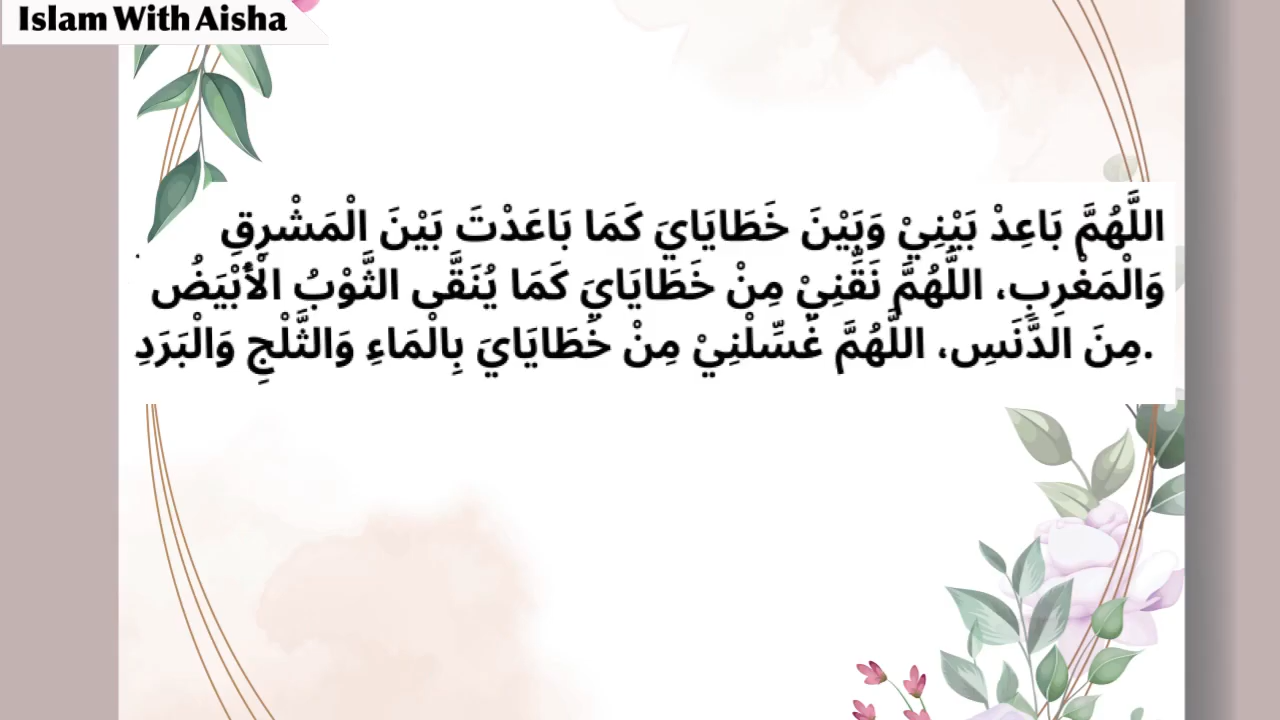 Islam With Aisha
اللَّهُمَّ بَاعِدْ بَيْنِيْ وَبَيْنَ خَطَايَايَ كَمَا بَاعَدْتَ بَيْنَ الْمَشْرِقِ
وَالْمَغْرِبِ، اللَّهُمَّ نَقِّنِيْ مِنْ خَطَايَايَ كَمَا يُنَقَّى الثَّوْبُ الْأَبْيَضُ
.مِنَ الدَّنَسِ، اللَّهُمَّ غَسِّلْنِيْ مِنْ خَطَايَايَ بِالْمَاءِ وَالثَّلْجِ وَالْبَرَدِ